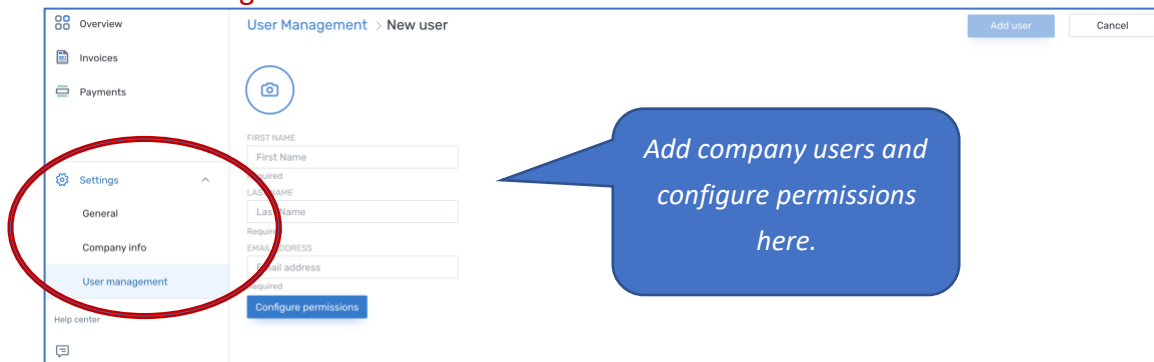 Overview
Invoices
Payments
Settings
General
Company info
User management
Help center
User Management > New user
Add user
Cancel
FIRST NAME
First Name
Required
LAST NAME
Last Name
Required
EMAIL ADDRESS
Email address
Required
Configure permissions
Add company users and
configure permissions
here.